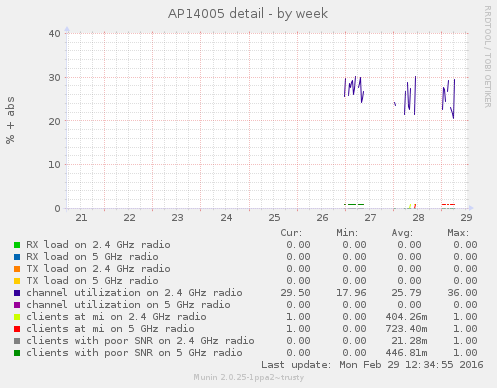 AP14005 detail - by week
RRDTOOL / TOBI OETIKER
% + abs
40
30
20
10
0
21 22 23 24 25 26 27 28 29
Cur: Min: Avg: Max:
RX load on 2.4 GHz radio 0.00 0.00 0.00 0.00
RX load on 5 GHz radio 0.00 0.00 0.00 0.00
TX load on 2.4 GHz radio 0.00 0.00 0.00 0.00
TX load on 5 GHz radio 0.00 0.00 0.00 0.00
channel utilization on 2.4 GHz radio 29.50 17.96 25.79 36.00
channel utilization on 5 GHz radio 0.00 0.00 0.00 0.00
clients at mi on 2.4 GHz radio 1.00 0.00 404.26m 1.00
clients at mi on 5 GHz radio 1.00 0.00 723.40m 1.00
clients with poor SNR on 2.4 GHz radio 0.00 0.00 21.28m 1.00
clients with poor SNR on 5 GHz radio 0.00 0.00 446.81m 1.00
Last update: Mon Feb 29 12:34:55 2016
Munin 2.0.25-1ppa2~trusty